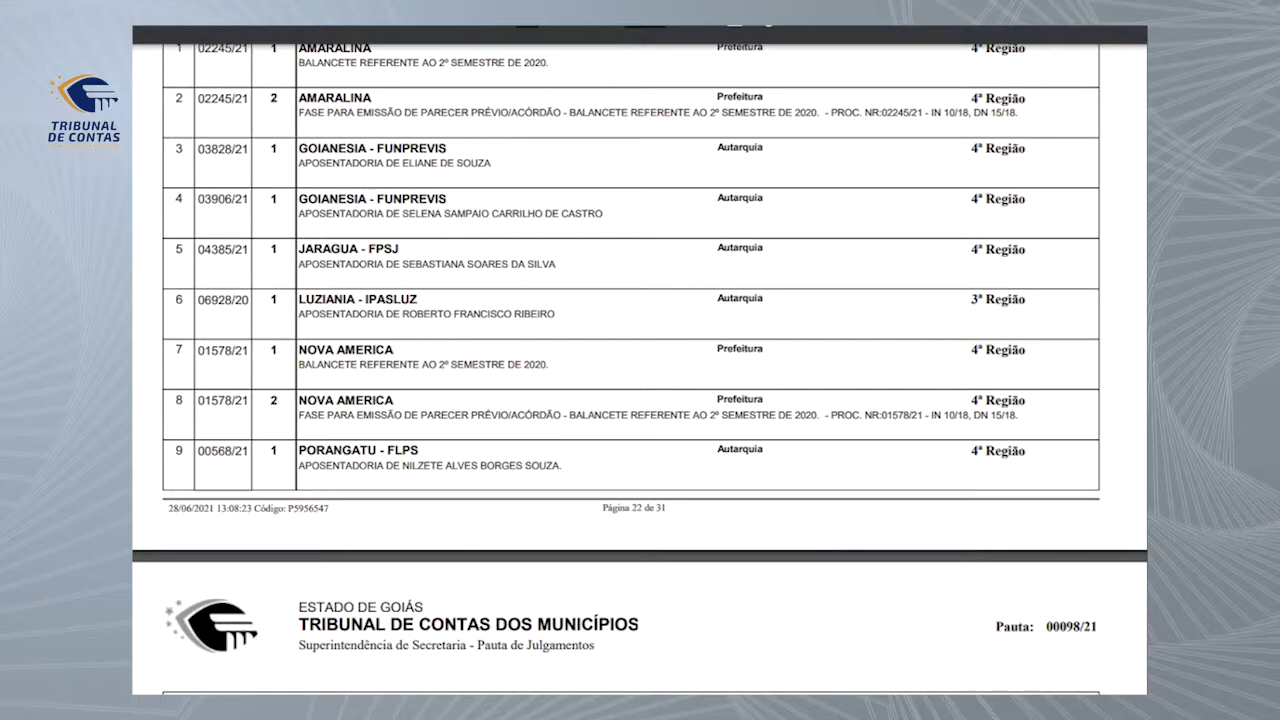 TRIBUNAL
DE CONTAS
1 02245/21 1 AMARALINA Prefeitura 4ª Região
BALANCETE REFERENTE AO 2º SEMESTRE DE 2020.
2 02245/21 2 AMARALINA Prefeitura 4ª Região
FASE PARA EMISSÃO DE PARECER PRÉVIO/ACÓRDÃO - BALANCETE REFERENTE AO 2º SEMESTRE DE 2020. - PROC. NR:02245/21 - IN 10/18, DN 15/18.
3 03828/21 1 GOIANESIA - FUNPREVIS Autarquia 4ª Região
APOSENTADORIA DE ELIANE DE SOUZA
4 03906/21 1 GOIANESIA - FUNPREVIS Autarquia 4ª Região
APOSENTADORIA DE SELENA SAMPAIO CARRILHO DE CASTRO
5 04385/21 1 JARAGUA - FPSJ Autarquia 4ª Região
APOSENTADORIA DE SEBASTIANA SOARES DA SILVA
6 06928/20 1 LUZIANIA - IPASLUZ Autarquia 3ª Região
APOSENTADORIA DE ROBERTO FRANCISCO RIBEIRO
7 01578/21 1 NOVA AMERICA Prefeitura 4ª Região
BALANCETE REFERENTE AO 2º SEMESTRE DE 2020.
8 01578/21 2 NOVA AMERICA Prefeitura 4ª Região
FASE PARA EMISSÃO DE PARECER PRÉVIO/ACÓRDÃO - BALANCETE REFERENTE AO 2º SEMESTRE DE 2020. - PROC. NR:01578/21 - IN 10/18, DN 15/18.
9 00568/21 1 PORANGATU - FLPS Autarquia 4ª Região
APOSENTADORIA DE NILZETE ALVES BORGES SOUZA.
28/06/2021 13:08:23 Código: P5956547 Página 22 de 31
ESTADO DE GOIÁS
TRIBUNAL DE CONTAS DOS MUNICÍPIOS
Superintendência de Secretaria - Pauta de Julgamentos
Pauta: 00098/21